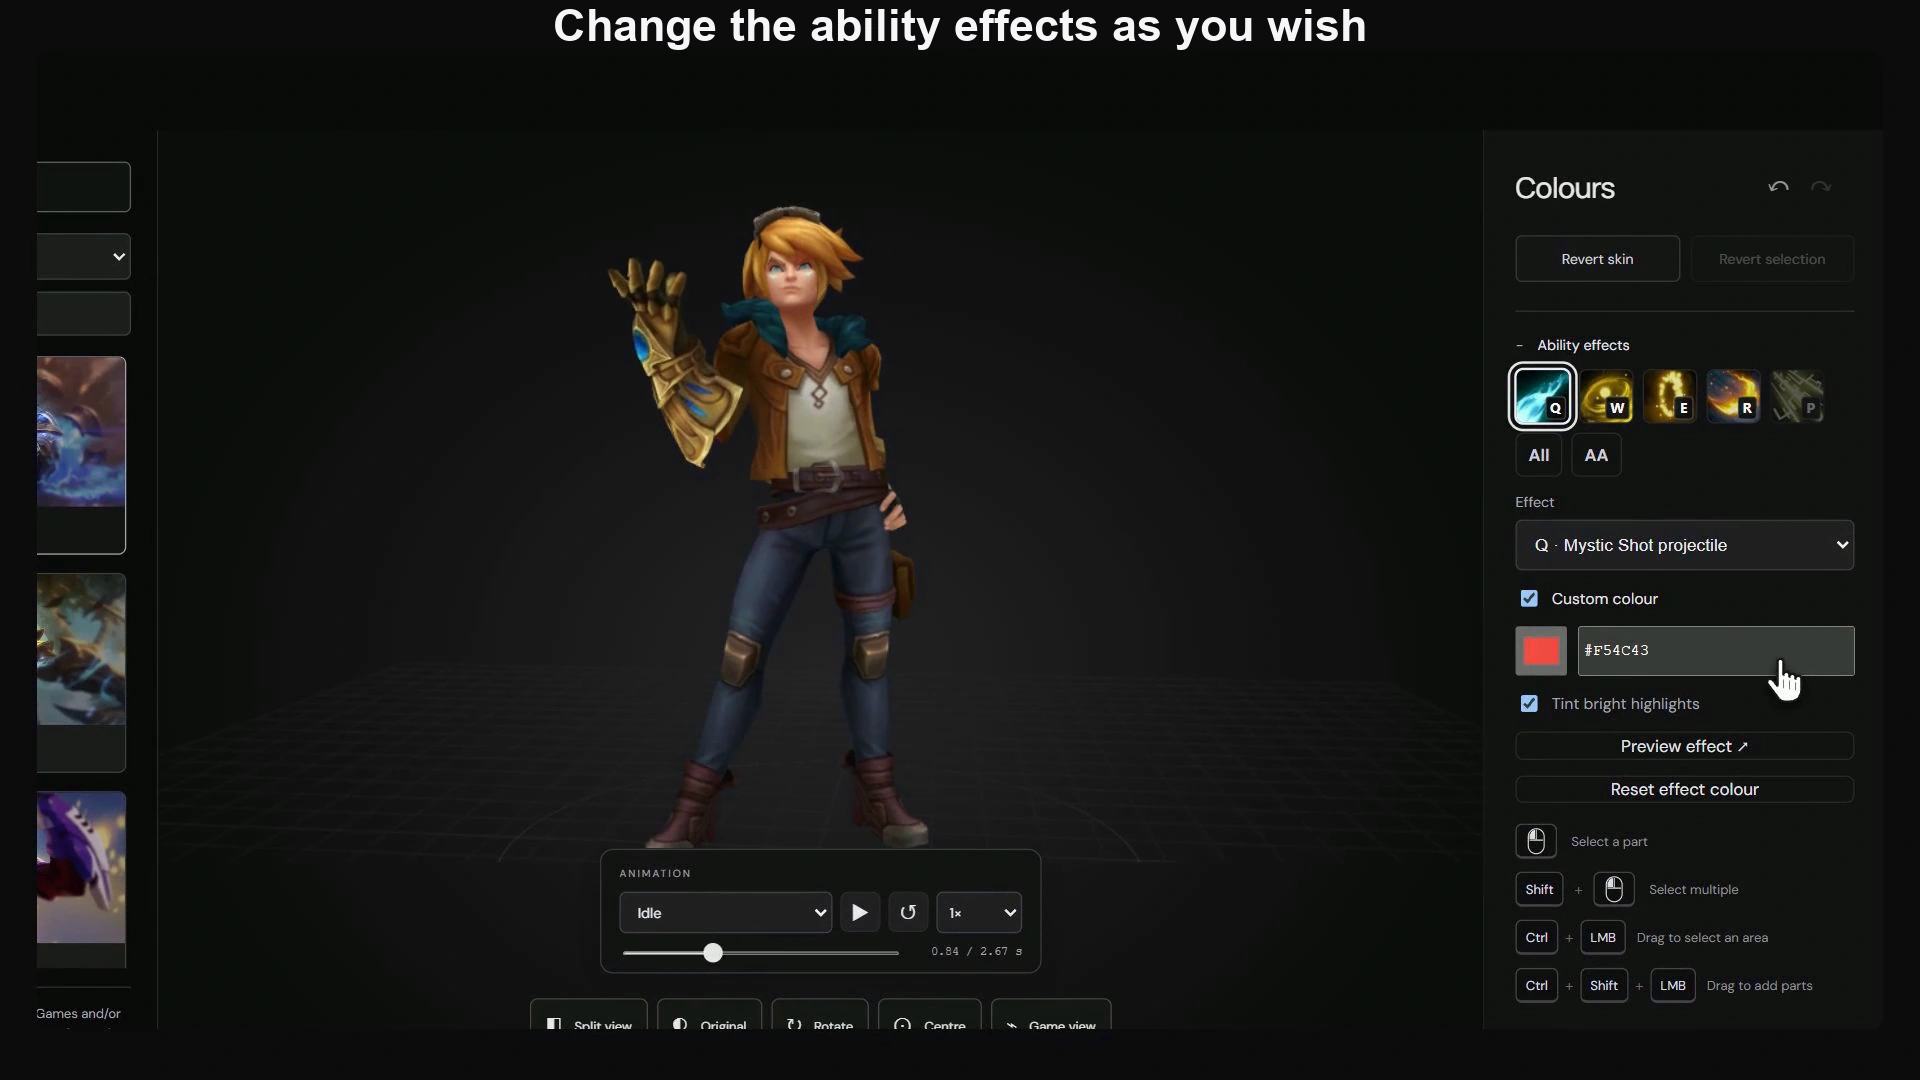 Change the ability effects as you wish
Colours
Revert skin
Revert selection
- Ability effects
Q
W
E
R
P
All
AA
Effect
Q · Mystic Shot projectile
Custom colour
#F54C43
Tint bright highlights
Preview effect ↗
Reset effect colour
Select a part
Shift + Select multiple
Ctrl + LMB Drag to select an area
Ctrl + Shift + LMB Drag to add parts
ANIMATION
Idle
1×
0.84 / 2.67 s
Split view
Original
Rotate
Centre
Game view
Games and/or